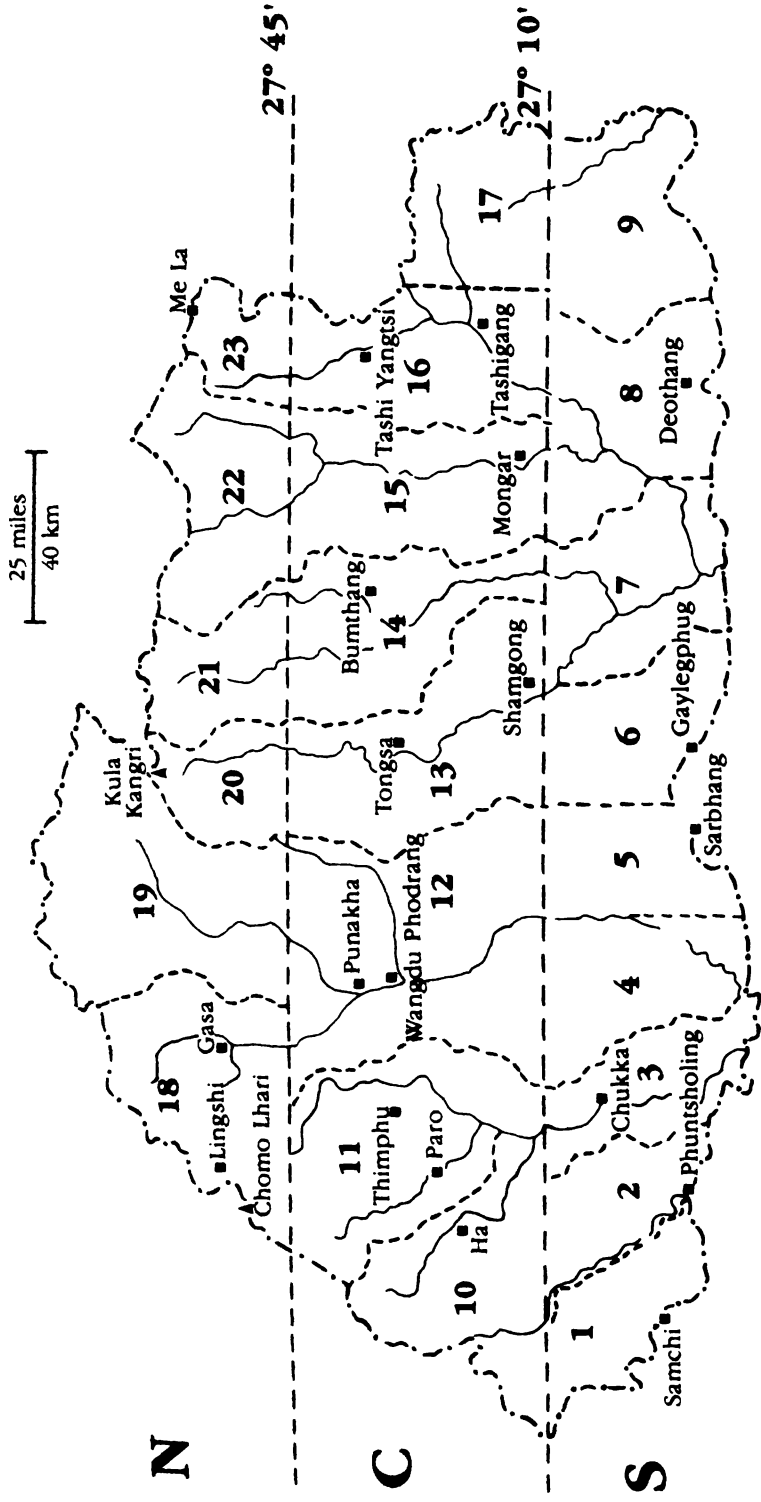 25 miles
40 km
N
C
S
27° 45'
27° 10'
Me La
Kula
Kangri
Lingshi
Gasa
Chomo Lhari
18
19
20
21
22
23
Thimphu
Paro
Ha
Punakha
Wangdu Phodrang
Tongsa
Bumthang
Shamgong
Mongar
Tashi Yangtsi
Tashigang
10
11
12
13
14
15
16
17
Samchi
Phuntsholing
Chukka
Sarbhang
Gaylegphug
Deothang
1
2
3
4
5
6
7
8
9